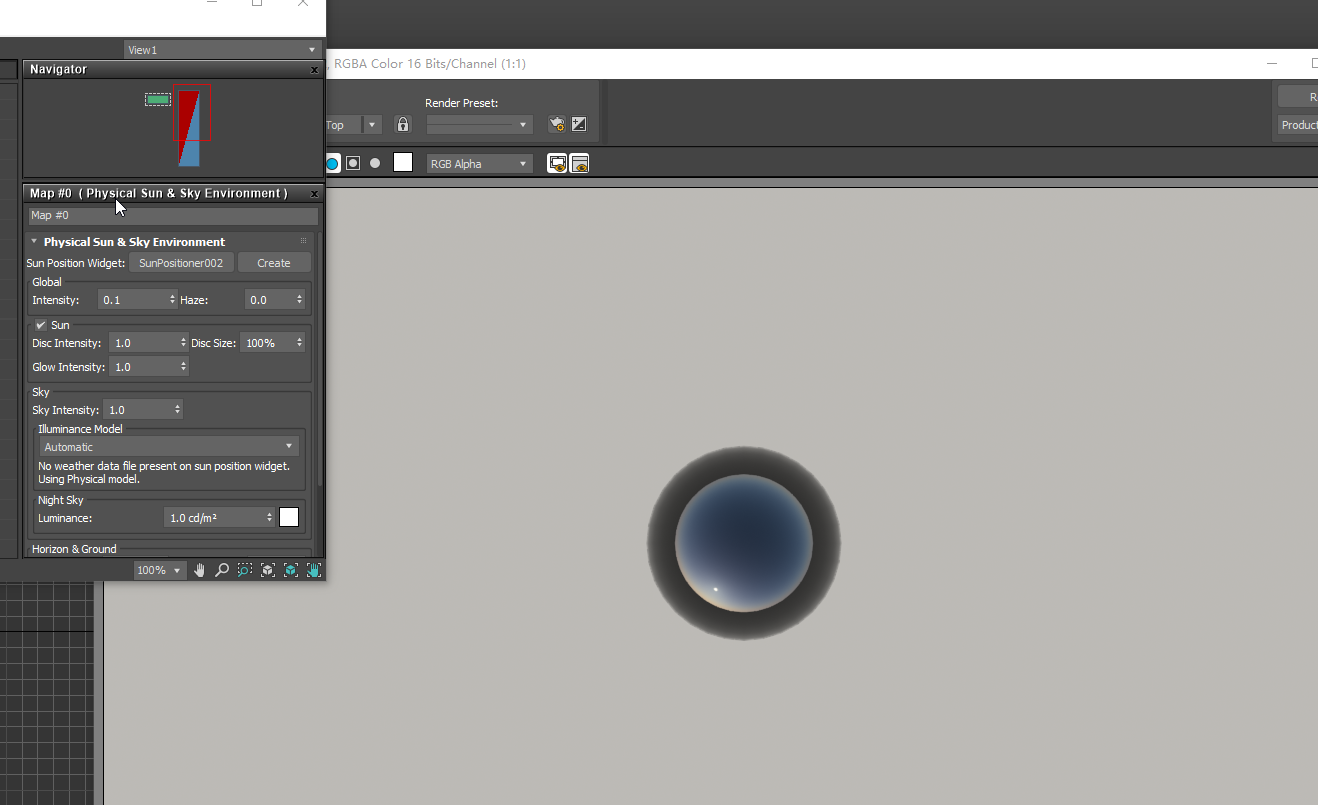 View1
Navigator
, RGBA Color 16 Bits/Channel (1:1)
Render Preset:
Top
R
Product
RGB Alpha
Map #0 ( Physical Sun & Sky Environment )
Map #0
Physical Sun & Sky Environment
Sun Position Widget: SunPositioner002 Create
Global
Intensity: 0.1 Haze: 0.0
Sun
Disc Intensity: 1.0 Disc Size: 100%
Glow Intensity: 1.0
Sky
Sky Intensity: 1.0
Illuminance Model
Automatic
No weather data file present on sun position widget.
Using Physical model.
Night Sky
Luminance: 1.0 cd/m²
Horizon & Ground
100%